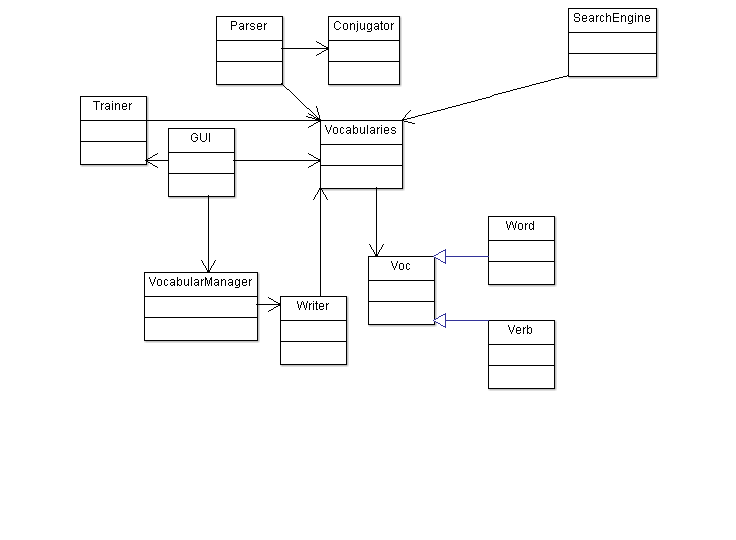 SearchEngine
Parser
Conjugator
Trainer
Vocabularies
GUI
Word
Voc
VocabularManager
Writer
Verb